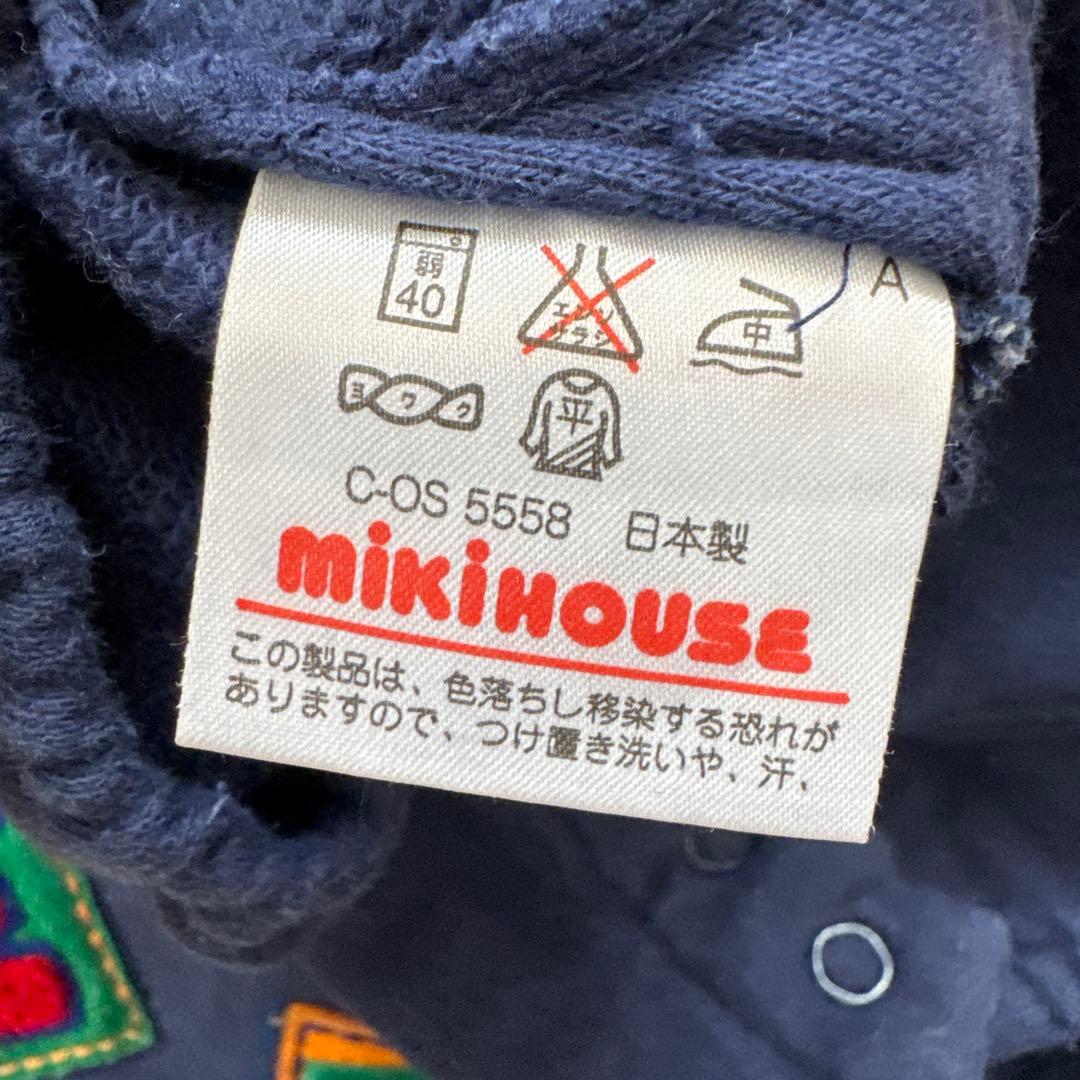 弱
40
エンソ
サラシ
中
A
ヨワク
平
C-OS 5558 日本製
mikiHOUSE
この製品は、色落ちし移染する恐れが
ありますので、つけ置き洗いや、汗、